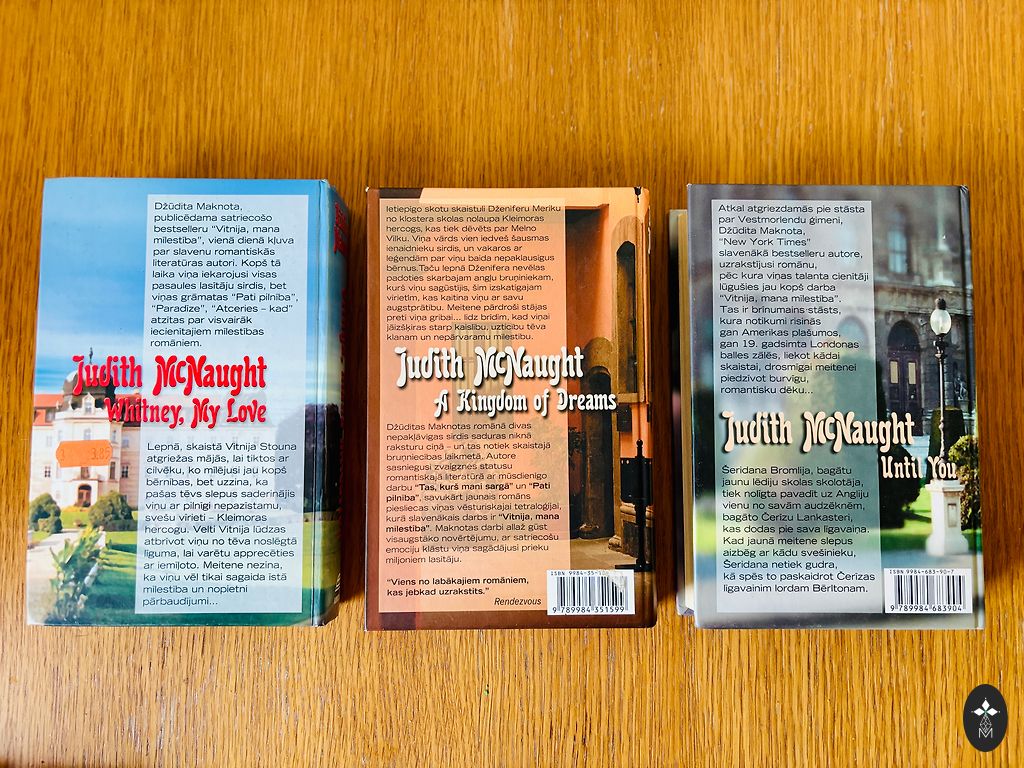 Džūdita Maknota,
publicēdama satriecošo
bestselleru “Vitnija, mana
mīlestība”, vienā dienā kļuva
par slavenu romantiskās
literatūras autori. Kopš tā
laika viņa iekarojusi visas
pasaules lasītāju sirdis, bet
viņas grāmatas “Pati pilnība”,
“Paradīze”, “Atceries – kad”
atzītas par visvairāk
iecienītajiem mīlestības
romāniem.
Judith McNaught
Whitney, My Love
3.85
Lepnā, skaistā Vitnija Stouna
atgriežas mājās, lai tiktos ar
cilvēku, ko mīlējusi jau kopš
bērnības, bet uzzina, ka
pašas tēvs slepus saderinājis
viņu ar pilnīgi nepazīstamu,
svešu vīrieti – Kleimoras
hercogu. Velti Vitnija lūdzas
atbrīvot viņu no tēva noslēgtā
līguma, lai varētu apprecēties
ar iemīļoto. Meitene nezina,
ka viņu vēl tikai sagaida īstā
mīlestība un nopietni
pārbaudījumi...
Ietiepīgo skotu skaistuli Dženiferu Meriku
no klostera skolas nolaupa Kleimoras
hercogs, kas tiek dēvēts par Melno
Vilku. Viņa vārds vien iedveš šausmas
ienaidnieku sirdīs, un vakaros ar
leģendām par viņu baida nepaklausīgus
bērnus.Taču lepnā Dženifera nevēlas
padoties skarbajam angļu bruņiniekam,
kurš viņu sagūstījis, šim izskatīgajam
vīrietim, kas kaitina viņu ar savu
augstprātību. Meitene pārdroši stājas
pretī viņa gribai... līdz brīdim, kad viņai
jāizšķiras starp kaislību, uzticību tēva
klanam un nepārvaramu mīlestību.
Judith McNaught
A Kingdom of Dreams
Džūditas Maknotas romānā divas
nepakļāvīgas sirdis saduras niknā
raksturu cīņā – un tas notiek skaistajā
bruņniecības laikmetā. Autore
sasniegusi zvaigznes statusu
romantiskajā literatūrā ar mūsdienīgo
darbu “Tas, kurš mani sargā” un “Pati
pilnība”, savukārt jaunais romāns
piesliecas viņas vēsturiskajai tetraloģijai,
kurā slavenākais darbs ir “Vitnija, mana
mīlestība”. Maknotas darbi allaž gūst
visaugstāko novērtējumu, ar satriecošu
emociju klāstu viņa sagādājusi prieku
miljoniem lasītāju.
“Viens no labākajiem romāniem,
kas jebkad uzrakstīts.”
Rendezvous
ISBN 9984-35-
9 789984 351599
Atkal atgriezdamās pie stāsta
par Vestmorlendu ģimeni,
Džūdita Maknota,
“New York Times”
slavenākā bestselleru autore,
uzrakstījusi romānu,
pēc kura viņas talanta cienītāji
lūgušies jau kopš darba
“Vitnija, mana mīlestība”.
Tas ir brīnumains stāsts,
kura notikumi risinās
gan Amerikas plašumos,
gan 19. gadsimta Londonas
balles zālēs, liekot kādai
skaistai, drosmīgai meitenei
piedzīvot burvīgu,
romantisku dēku...
Judith McNaught
Until You
Šeridana Bromlija, bagātu
jaunu lēdiju skolas skolotāja,
tiek nolīgta pavadīt uz Angliju
vienu no savām audzēknēm,
bagāto Čerīzu Lankasteri,
kas dodas pie sava līgavaiņa.
Kad jaunā meitene slepus
aizbēg ar kādu svešinieku,
Šeridana netiek gudra,
kā spēs to paskaidrot Čerīzas
līgavainim lordam Bērltonam.
ISBN 9984-683-90-7
9 789984 683904